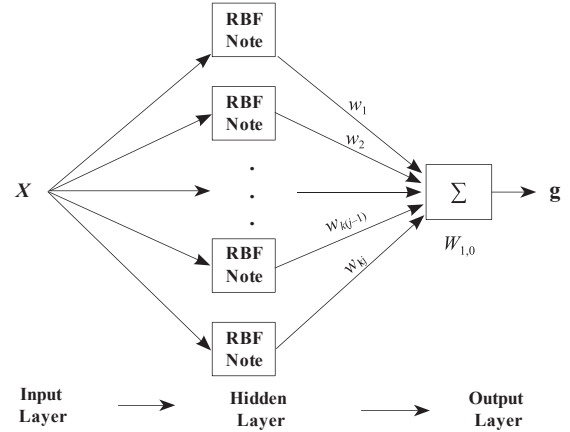 RBF
Note
w1
RBF
Note
w2
X
Σ
g
W1,0
wk(j–1)
RBF
Note
wkj
RBF
Note
Input
Layer
Hidden
Layer
Output
Layer